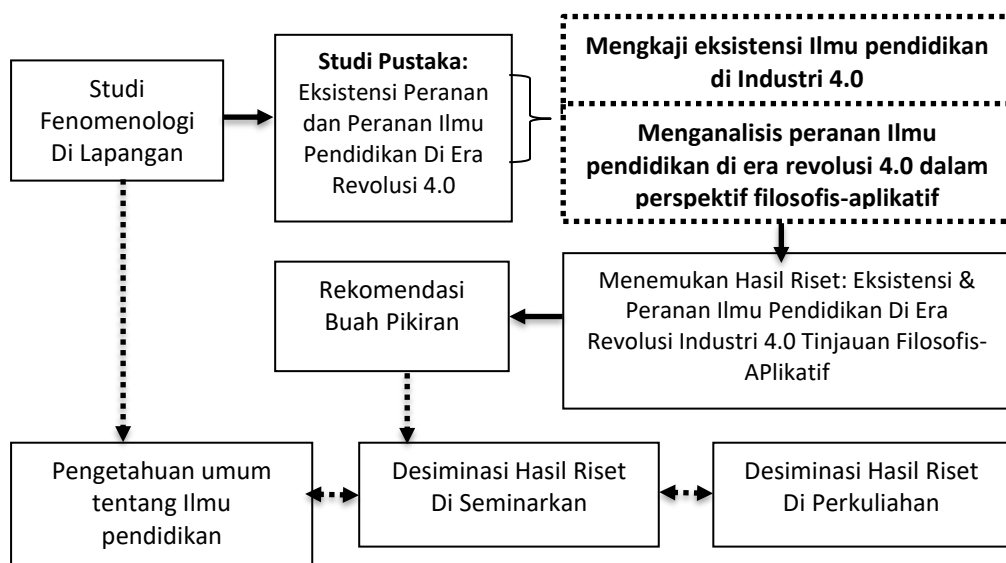 Studi
Fenomenologi
Di Lapangan
Studi Pustaka:
Eksistensi Peranan
dan Peranan Ilmu
Pendidikan Di Era
Revolusi 4.0
Mengkaji eksistensi Ilmu pendidikan
di Industri 4.0
Menganalisis peranan Ilmu
pendidikan di era revolusi 4.0 dalam
perspektif filosofis-aplikatif
Menemukan Hasil Riset: Eksistensi &
Peranan Ilmu Pendidikan Di Era
Revolusi Industri 4.0 Tinjauan Filosofis-
APlikatif
Rekomendasi
Buah Pikiran
Pengetahuan umum
tentang Ilmu
pendidikan
Desiminasi Hasil Riset
Di Seminarkan
Desiminasi Hasil Riset
Di Perkuliahan